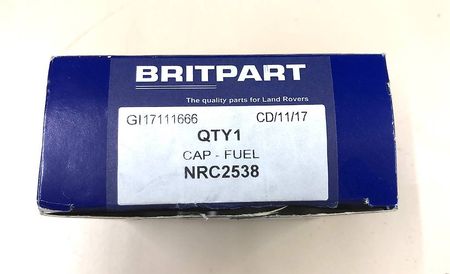 BRITPART
The quality parts for Land Rovers
GI17111666 CD/11/17
QTY1
CAP - FUEL
NRC2538